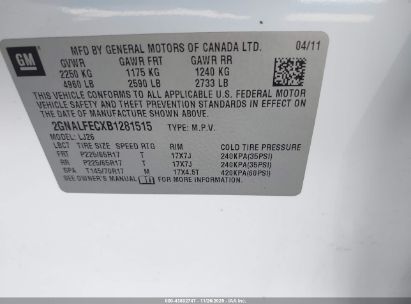 MFD BY GENERAL MOTORS OF CANADA LTD. 04/11
GM
GVWR GAWR FRT GAWR RR
2250 KG 1175 KG 1240 KG
4960 LB 2590 LB 2733 LB
THIS VEHICLE CONFORMS TO ALL APPLICABLE U.S. FEDERAL MOTOR
VEHICLE SAFETY AND THEFT PREVENTION STANDARDS IN EFFECT ON
THE DATE OF MANUFACTURE SHOWN ABOVE.
2GNALFECXB1281515 TYPE: M.P.V.
MODEL: LJ26
LBCT TIRE SIZE SPEED RTG RIM COLD TIRE PRESSURE
FRT P225/65R17 T 17X7J 240KPA(35PSI)
RR P225/65R17 T 17X7J 240KPA(35PSI)
SPA T145/70R17 M 17X4.5T 420KPA(60PSI)
SEE OWNER'S MANUAL FOR MORE INFORMATION.